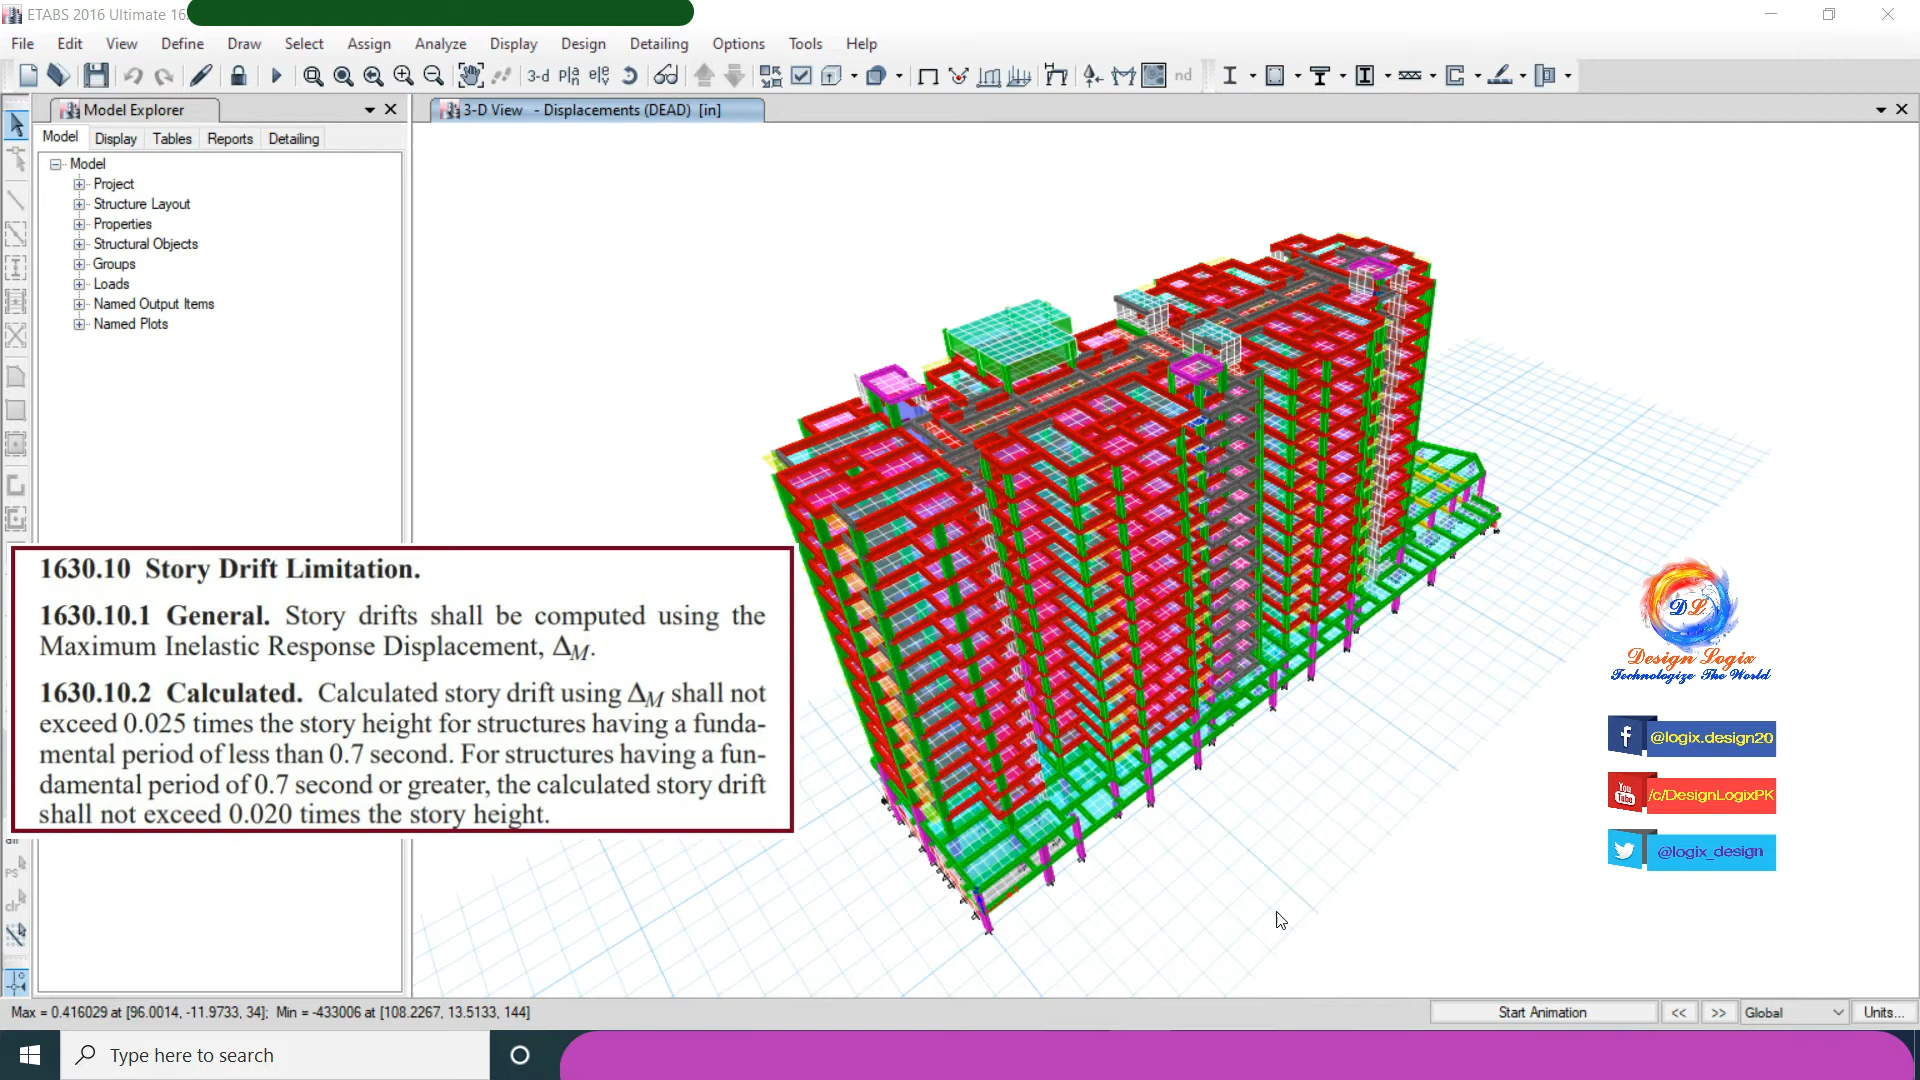 ETABS 2016 Ultimate 16.
File Edit View Define Draw Select Assign Analyze Display Design Detailing Options Tools Help
3-d nd
Model Explorer
3-D View - Displacements (DEAD) [in]
Model Display Tables Reports Detailing
Model
Project
Structure Layout
Properties
Structural Objects
Groups
Loads
Named Output Items
Named Plots
1630.10 Story Drift Limitation.
1630.10.1 General. Story drifts shall be computed using the
Maximum Inelastic Response Displacement, ΔM.
1630.10.2 Calculated. Calculated story drift using ΔM shall not
exceed 0.025 times the story height for structures having a funda-
mental period of less than 0.7 second. For structures having a fun-
damental period of 0.7 second or greater, the calculated story drift
shall not exceed 0.020 times the story height.
all
PS
clr
DL
Design Logix
Technologize The World
f @logix.design20
You Tube /c/DesignLogixPK
@logix_design
Max = 0.416029 at [96.0014, -11.9733, 34]; Min = -433006 at [108.2267, 13.5133, 144]
Start Animation << >> Global Units...
Type here to search